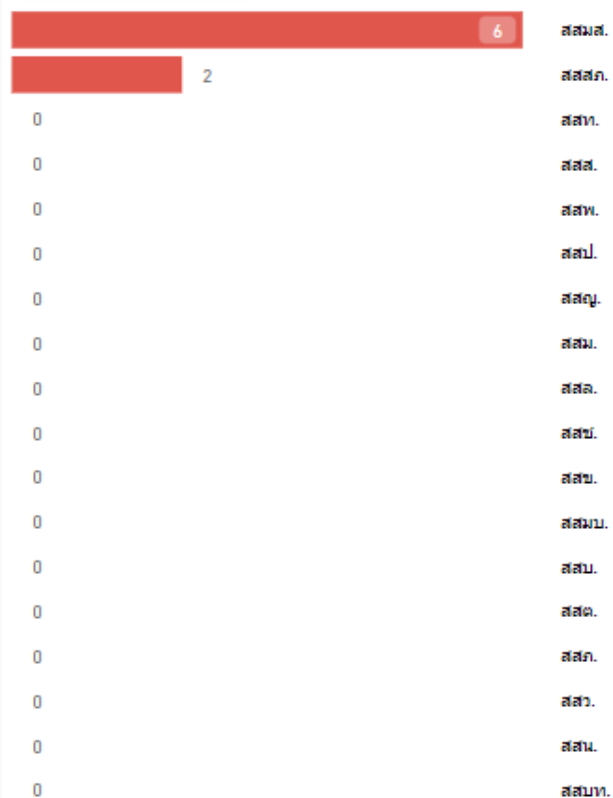 6 สสมส.
2 สสสภ.
0 สสท.
0 สสส.
0 สสพ.
0 สสป.
0 สสญ.
0 สสม.
0 สสล.
0 สสช.
0 สสข.
0 สสมบ.
0 สสบ.
0 สสต.
0 สสภ.
0 สสว.
0 สสน.
0 สสบท.